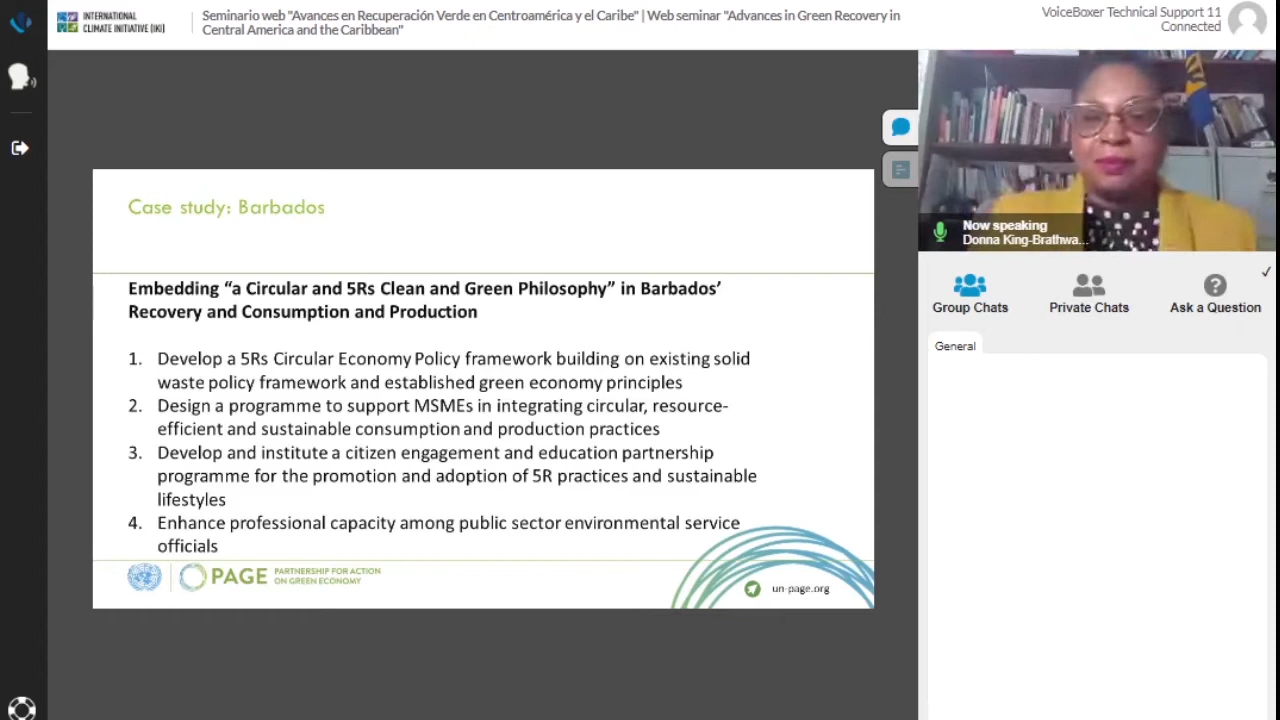 INTERNATIONAL
CLIMATE INITIATIVE (IKI)
Seminario web "Avances en Recuperación Verde en Centroamérica y el Caribe" | Web seminar "Advances in Green Recovery in
Central America and the Caribbean"
VoiceBoxer Technical Support 11
Connected
Case study: Barbados
Embedding “a Circular and 5Rs Clean and Green Philosophy” in Barbados’
Recovery and Consumption and Production
1. Develop a 5Rs Circular Economy Policy framework building on existing solid
waste policy framework and established green economy principles
2. Design a programme to support MSMEs in integrating circular, resource-
efficient and sustainable consumption and production practices
3. Develop and institute a citizen engagement and education partnership
programme for the promotion and adoption of 5R practices and sustainable
lifestyles
4. Enhance professional capacity among public sector environmental service
officials
PAGE
PARTNERSHIP FOR ACTION
ON GREEN ECONOMY
un-page.org
Now speaking
Donna King-Brathwa...
Group Chats
Private Chats
Ask a Question
General